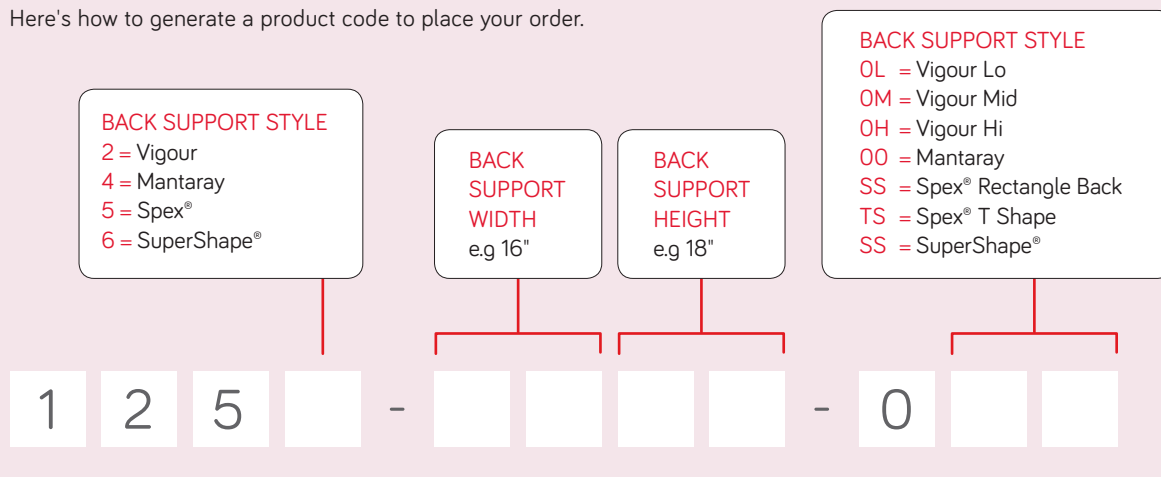 Here's how to generate a product code to place your order.
BACK SUPPORT STYLE
2 = Vigour
4 = Mantaray
5 = Spex®
6 = SuperShape®
BACK
SUPPORT
WIDTH
e.g 16"
BACK
SUPPORT
HEIGHT
e.g 18"
BACK SUPPORT STYLE
0L = Vigour Lo
0M = Vigour Mid
0H = Vigour Hi
00 = Mantaray
SS = Spex® Rectangle Back
TS = Spex® T Shape
SS = SuperShape®
1 2 5 - - 0